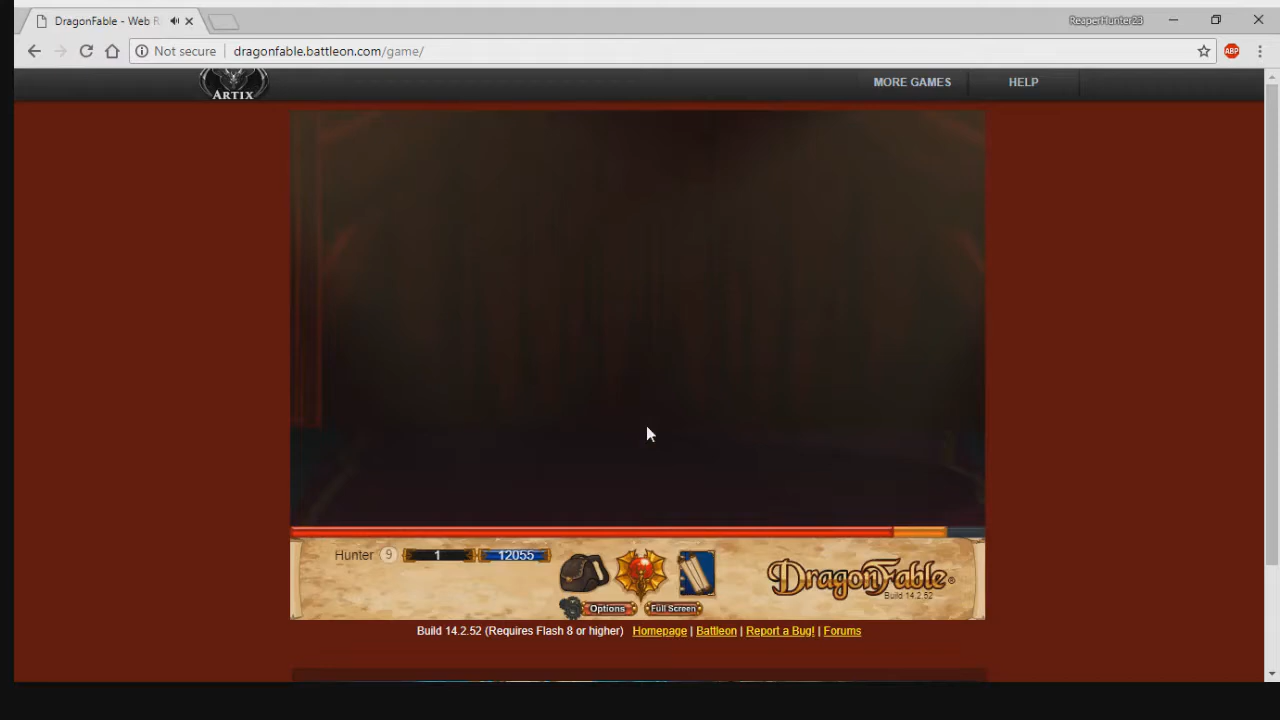 DragonFable - Web R
ReaperHunter23
Not secure
dragonfable.battleon.com/game/
ABP
ARTIX
MORE GAMES
HELP
Hunter 9 1 12055
DragonFable®
Build 14.2.52
Options
Full Screen
Build 14.2.52 (Requires Flash 8 or higher) Homepage | Battleon | Report a Bug! | Forums